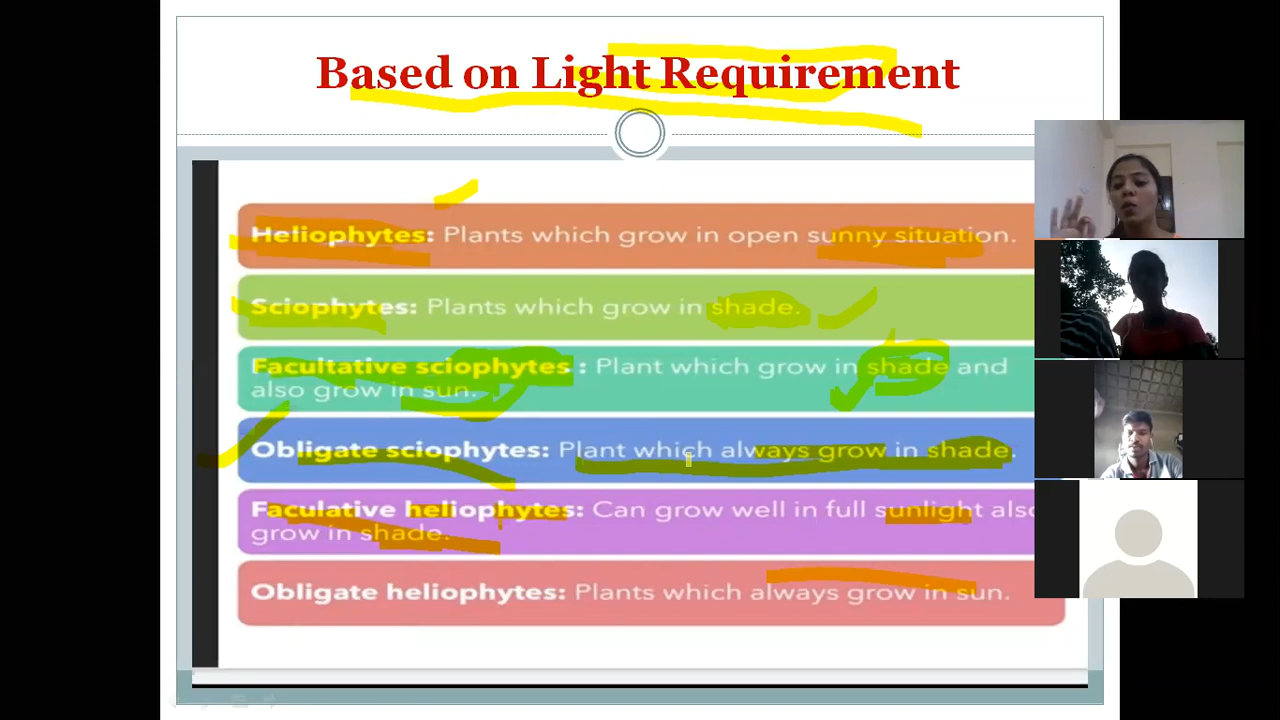 Based on Light Requirement
Heliophytes: Plants which grow in open sunny situation.
Sciophytes: Plants which grow in shade.
Facultative sciophytes : Plant which grow in shade and
also grow in sun.
Obligate sciophytes: Plant which always grow in shade.
Faculative heliophytes: Can grow well in full sunlight
grow in shade.
Obligate heliophytes: Plants which always grow in sun.